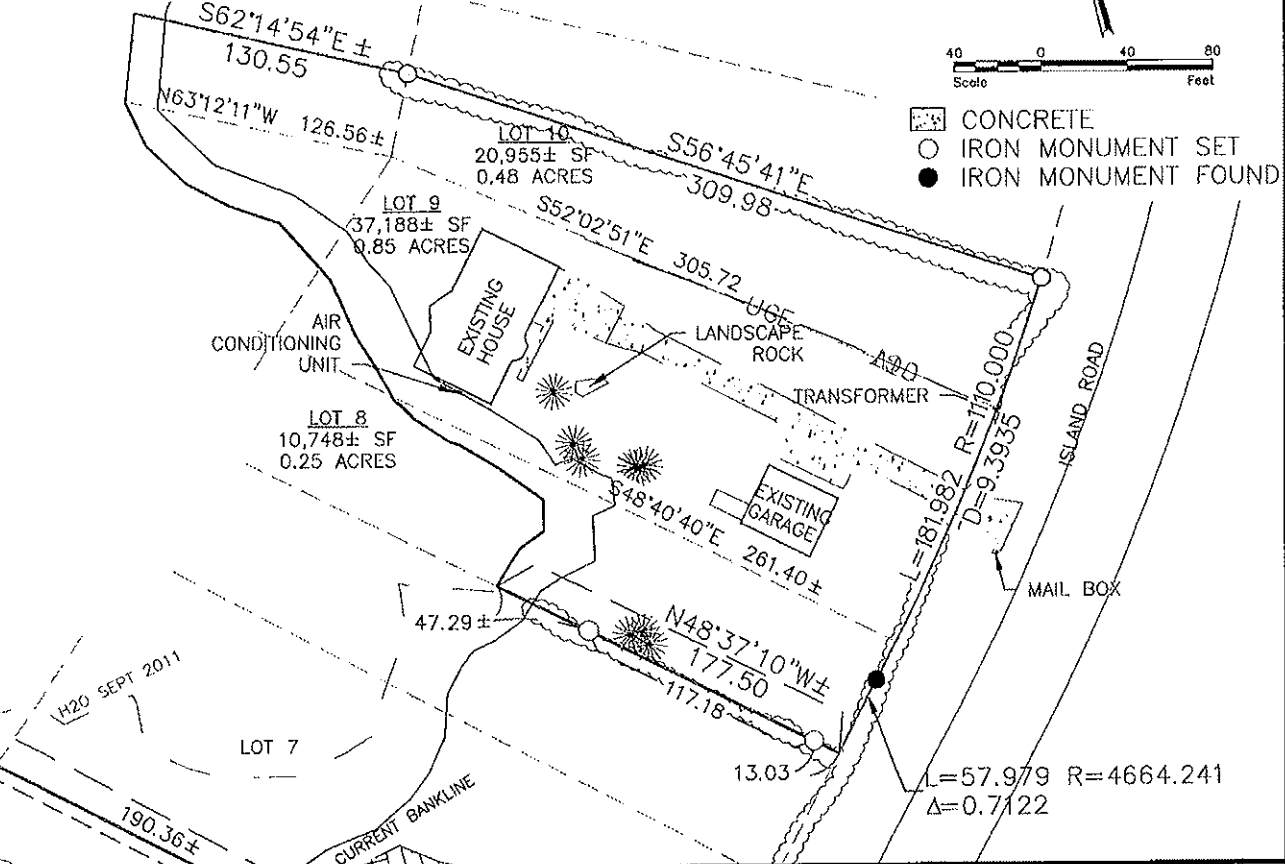 S62°14'54"E ±
130.55
N63°12'11"W 126.56±
LOT 10
20,955± SF
0.48 ACRES
S56°45'41"E
309.98
40 0 40 80
Scale Feet
CONCRETE
IRON MONUMENT SET
IRON MONUMENT FOUND
LOT 9
37,188± SF
0.85 ACRES
S52°02'51"E 305.72
UGE
EXISTING
HOUSE
AIR
CONDITIONING
UNIT
LANDSCAPE
ROCK
TRANSFORMER
L=181.982 R=1110.000
D=9.3935
ISLAND ROAD
LOT 8
10,748± SF
0.25 ACRES
EXISTING
GARAGE
S48°40'40"E 261.40±
MAIL BOX
47.29±
N48°37'10"W±
177.50
117.18
13.03
H20 SEPT 2011
LOT 7
L=57.979 R=4664.241
Δ=0.7122
190.36±
CURRENT BANKLINE